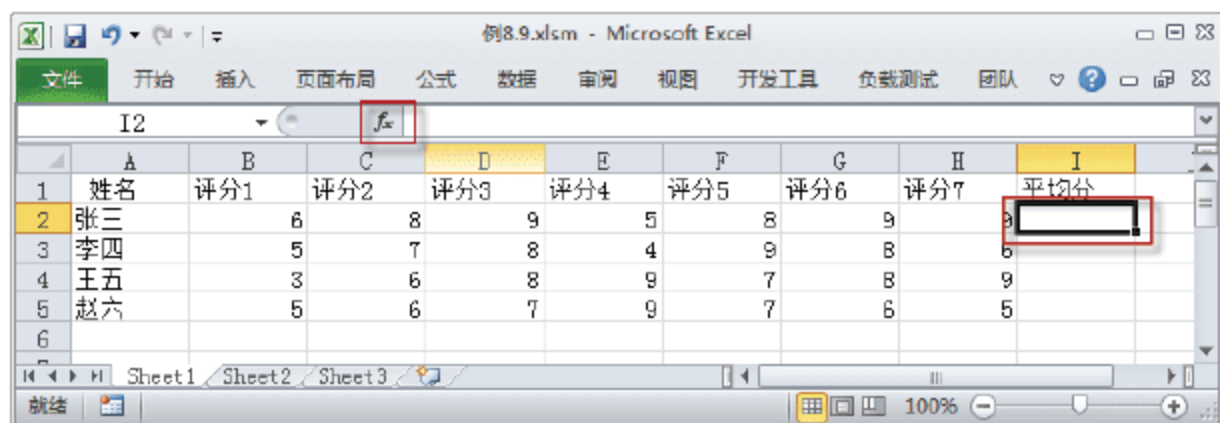 例8.9.xlsm - Microsoft Excel
文件 开始 插入 页面布局 公式 数据 审阅 视图 开发工具 负载测试 团队
I2 fx
A B C D E F G H I
1 姓名 评分1 评分2 评分3 评分4 评分5 评分6 评分7 平均分
2 张三 6 8 9 5 8 9 9
3 李四 5 7 8 4 9 8 6
4 王五 3 6 8 9 7 8 9
5 赵六 5 6 7 9 7 6 5
6
Sheet1 Sheet2 Sheet3
就绪 100%